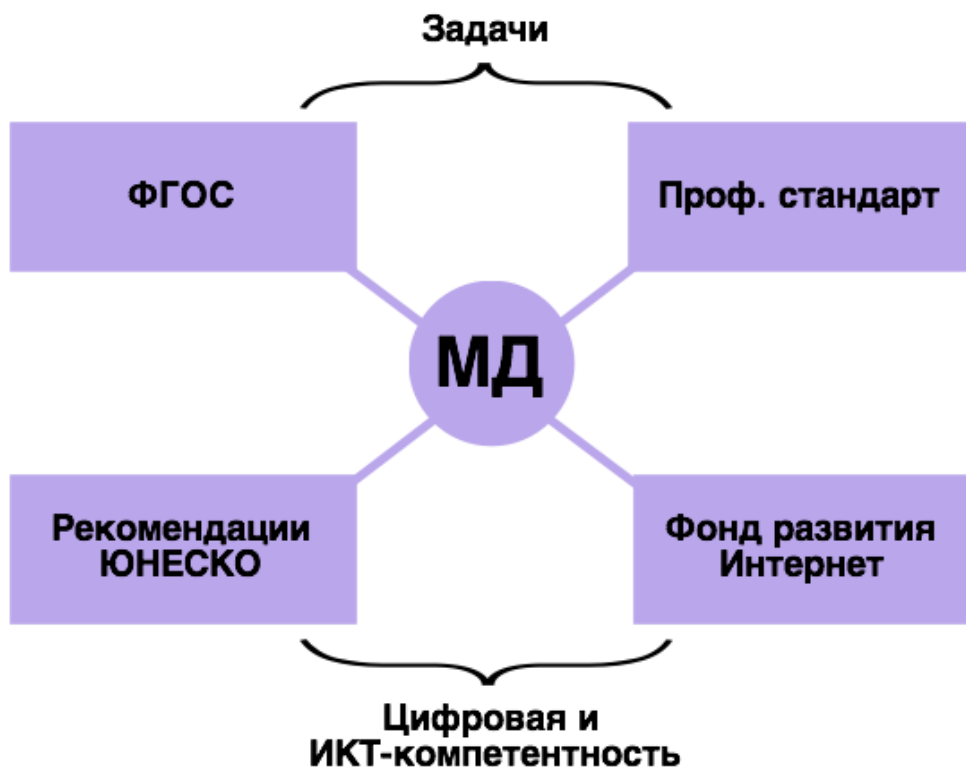 Задачи
ФГОС
Проф. стандарт
МД
Рекомендации
ЮНЕСКО
Фонд развития
Интернет
Цифровая и
ИКТ-компетентность